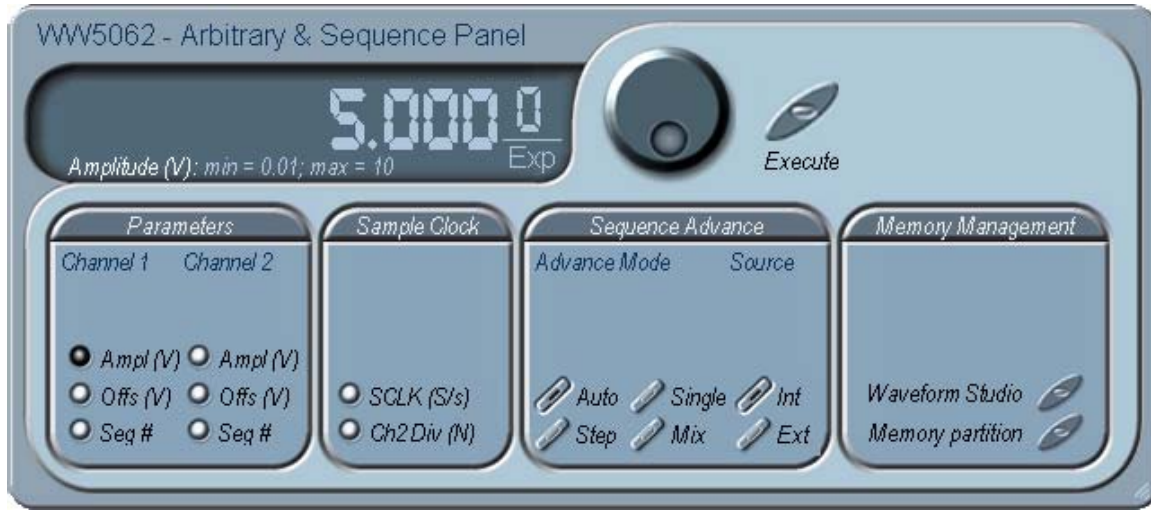 WW5062 - Arbitrary & Sequence Panel
5.000 0
Exp
Amplitude (V): min = 0.01; max = 10
Execute
Parameters
Channel 1 Channel 2
Ampl (V) Ampl (V)
Offs (V) Offs (V)
Seq # Seq #
Sample Clock
SCLK (S/s)
Ch2 Div (N)
Sequence Advance
Advance Mode Source
Auto Single Int
Step Mix Ext
Memory Management
Waveform Studio
Memory partition